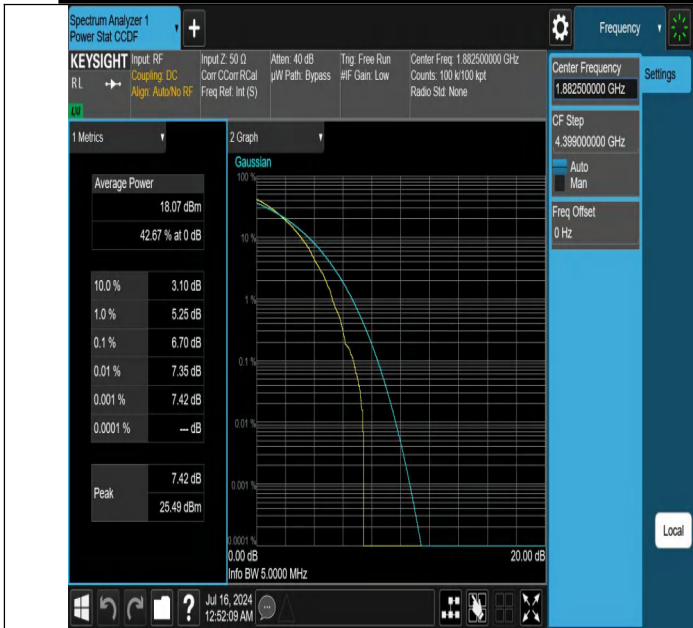 Spectrum Analyzer 1
Power Stat CCDF
+
Frequency
KEYSIGHT
RL
LXI
Input: RF
Coupling: DC
Align: Auto/No RF
Input Z: 50 Ω
Corr CCorr RCal
Freq Ref: Int (S)
Atten: 40 dB
µW Path: Bypass
Trig: Free Run
#IF Gain: Low
Center Freq: 1.882500000 GHz
Counts: 100 k/100 kpt
Radio Std: None
Center Frequency
1.882500000 GHz
Settings
CF Step
4.399000000 GHz
Auto
Man
Freq Offset
0 Hz
1 Metrics
Average Power
18.07 dBm
42.67 % at 0 dB
10.0 % 3.10 dB
1.0 % 5.25 dB
0.1 % 6.70 dB
0.01 % 7.35 dB
0.001 % 7.42 dB
0.0001 % --- dB
Peak
7.42 dB
25.49 dBm
2 Graph
Gaussian
100 %
10 %
1 %
0.1 %
0.01 %
0.001 %
0.0001 %
0.00 dB 20.00 dB
Info BW 5.0000 MHz
Local
?
Jul 16, 2024
12:52:09 AM